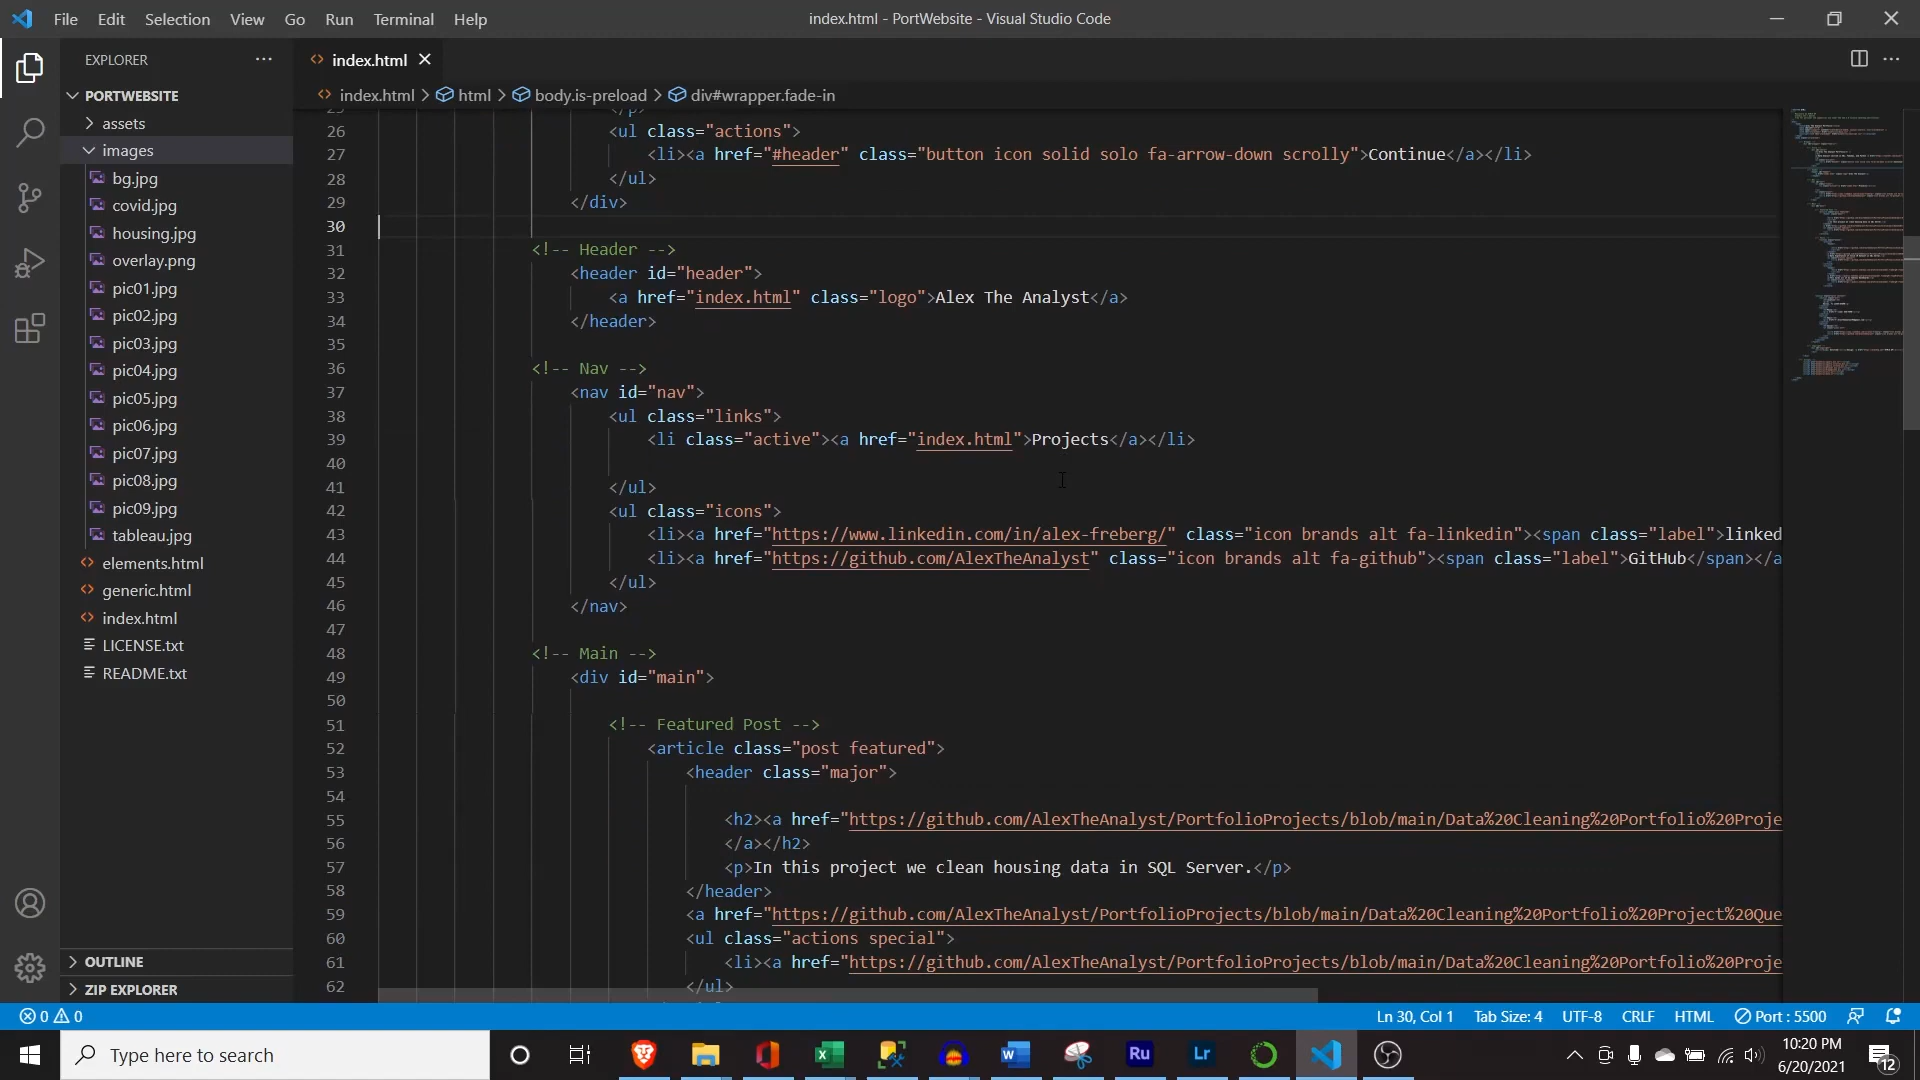 File Edit Selection View Go Run Terminal Help
index.html - PortWebsite - Visual Studio Code
EXPLORER
PORTWEBSITE
assets
images
bg.jpg
covid.jpg
housing.jpg
overlay.png
pic01.jpg
pic02.jpg
pic03.jpg
pic04.jpg
pic05.jpg
pic06.jpg
pic07.jpg
pic08.jpg
pic09.jpg
tableau.jpg
elements.html
generic.html
index.html
LICENSE.txt
README.txt
OUTLINE
ZIP EXPLORER
index.html
index.html > html > body.is-preload > div#wrapper.fade-in
26 <ul class="actions">
27 <li><a href="#header" class="button icon solid solo fa-arrow-down scrolly">Continue</a></li>
28 </ul>
29 </div>
30
31 <!-- Header -->
32 <header id="header">
33 <a href="index.html" class="logo">Alex The Analyst</a>
34 </header>
35
36 <!-- Nav -->
37 <nav id="nav">
38 <ul class="links">
39 <li class="active"><a href="index.html">Projects</a></li>
40
41 </ul>
42 <ul class="icons">
43 <li><a href="https://www.linkedin.com/in/alex-freberg/" class="icon brands alt fa-linkedin"><span class="label">linked
44 <li><a href="https://github.com/AlexTheAnalyst" class="icon brands alt fa-github"><span class="label">GitHub</span></a
45 </ul>
46 </nav>
47
48 <!-- Main -->
49 <div id="main">
50
51 <!-- Featured Post -->
52 <article class="post featured">
53 <header class="major">
54
55 <h2><a href="https://github.com/AlexTheAnalyst/PortfolioProjects/blob/main/Data%20Cleaning%20Portfolio%20Proje
56 </a></h2>
57 <p>In this project we clean housing data in SQL Server.</p>
58 </header>
59 <a href="https://github.com/AlexTheAnalyst/PortfolioProjects/blob/main/Data%20Cleaning%20Portfolio%20Project%20Que
60 <ul class="actions special">
61 <li><a href="https://github.com/AlexTheAnalyst/PortfolioProjects/blob/main/Data%20Cleaning%20Portfolio%20Proje
62 </ul>
0 0
Ln 30, Col 1 Tab Size: 4 UTF-8 CRLF HTML Port : 5500
Type here to search
Ru
Lr
10:20 PM
6/20/2021
12